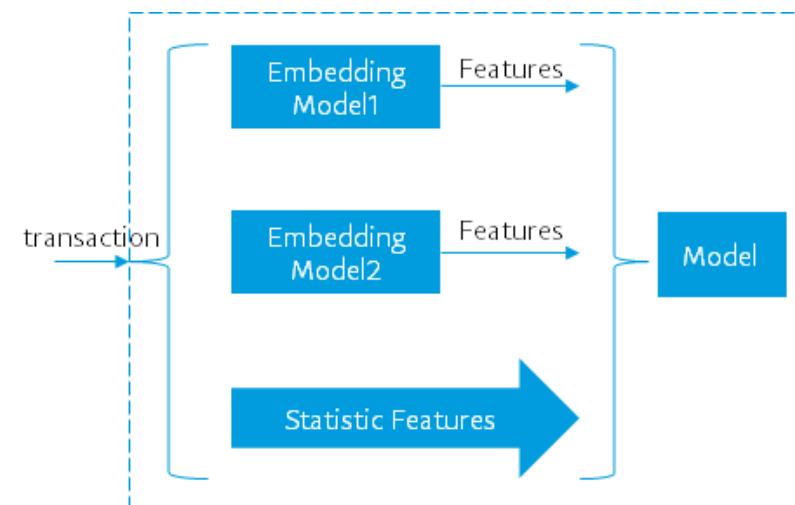 Embedding
Model1
Features
transaction
Embedding
Model2
Features
Model
Statistic Features